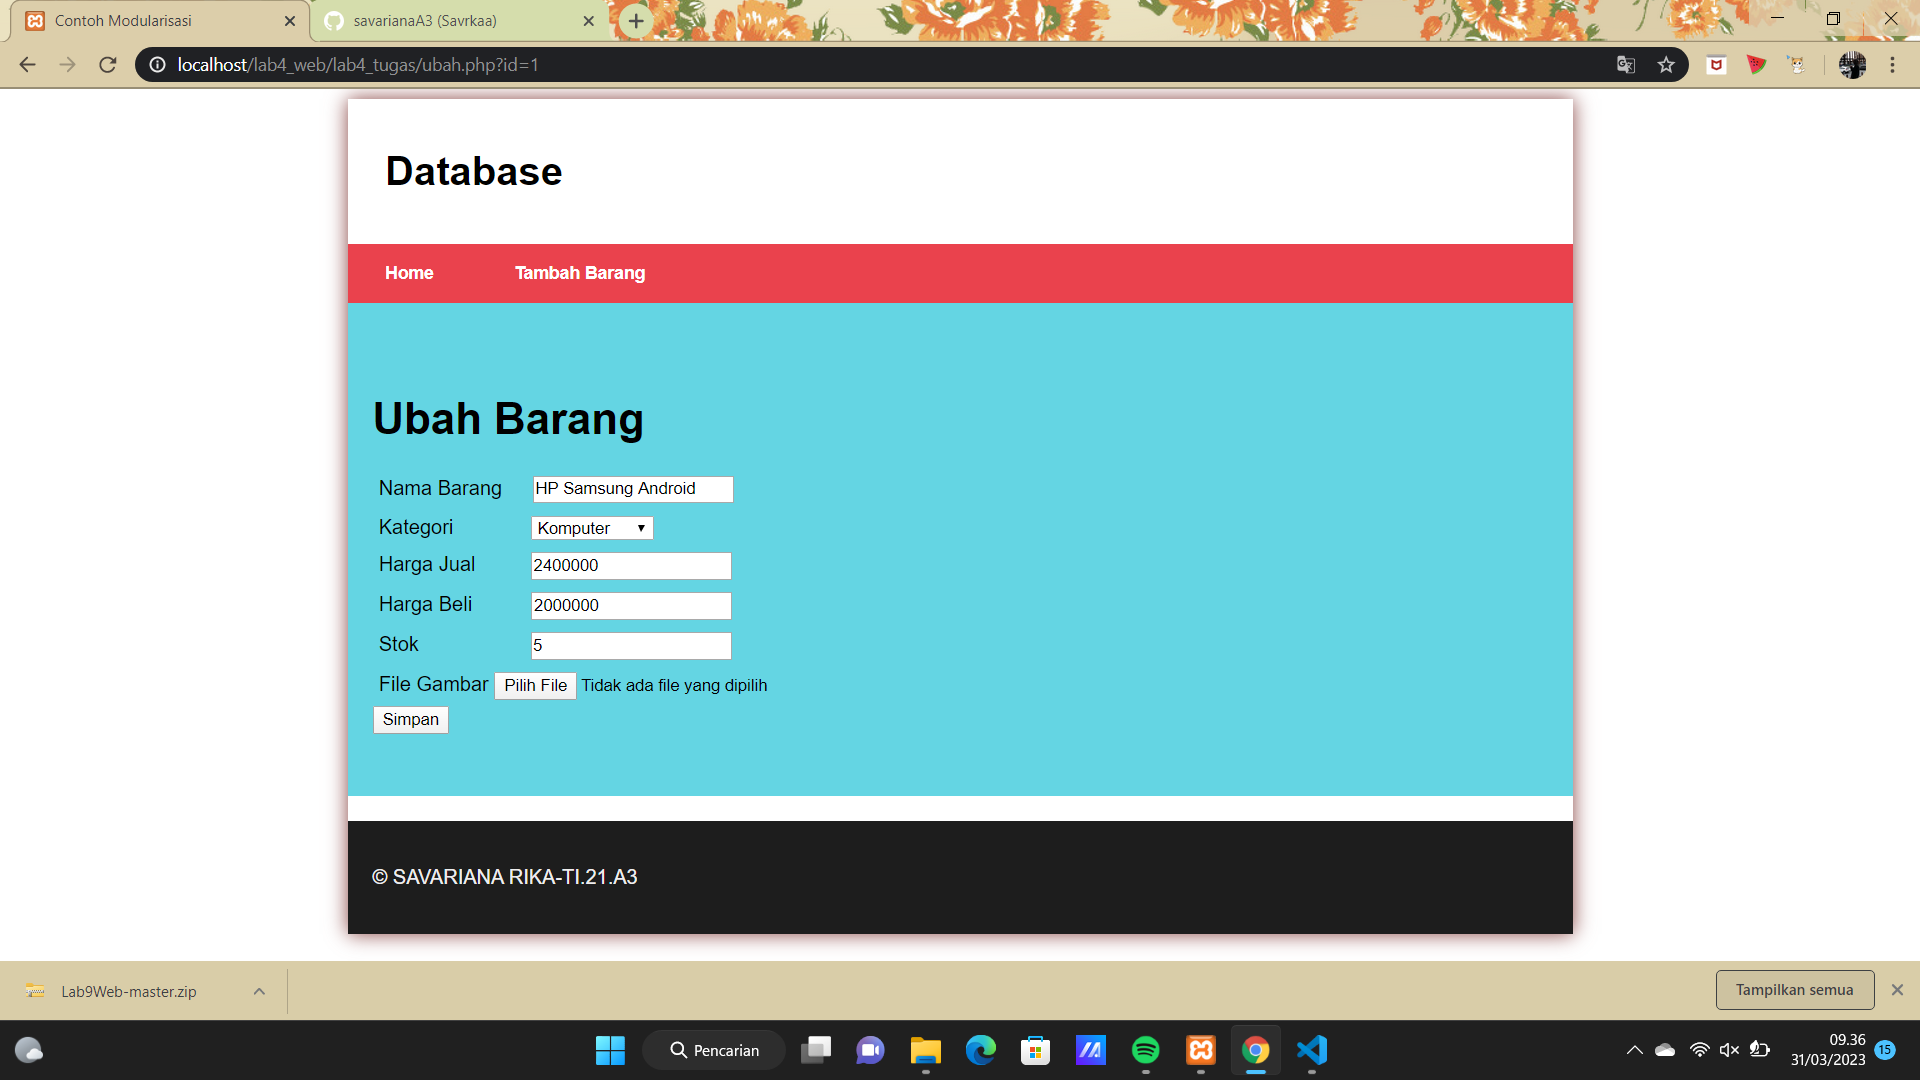 Contoh Modularisasi
savarianaA3 (Savrkaa)
localhost/lab4_web/lab4_tugas/ubah.php?id=1
Database
Home Tambah Barang
Ubah Barang
Nama Barang HP Samsung Android
Kategori Komputer
Harga Jual 2400000
Harga Beli 2000000
Stok 5
File Gambar Pilih File Tidak ada file yang dipilih
Simpan
© SAVARIANA RIKA-TI.21.A3
Lab9Web-master.zip
Tampilkan semua
Pencarian
09.36
31/03/2023
15